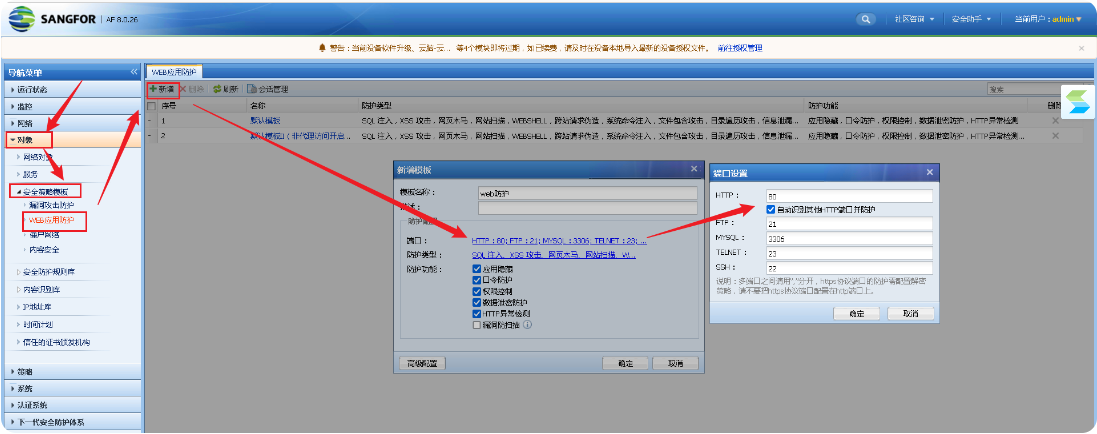 SANGFOR | AF 8.0.26
社区咨询
安全助手
当前用户：admin
警告：当前设备软件升级、云脑-云... 等4个模块即将过期，如已续费，请及时在设备本地导入最新的设备授权文件。 前往授权管理
导航菜单
运行状态
监控
网络
对象
网络对象
服务
安全策略模板
漏洞攻击防护
WEB应用防护
僵尸网络
内容安全
安全防护规则库
内容识别库
IP地址库
时间计划
信任的证书颁发机构
策略
系统
认证系统
下一代安全防护体系
WEB应用防护
新增 删除 刷新 会话管理
搜索
序号 名称 防护类型 防护功能 删除
1 默认模板 SQL 注入，XSS 攻击，网页木马，网站扫描，WEBSHELL，跨站请求伪造，系统命令注入，文件包含攻击，目录遍历攻击，信息泄漏... 应用隐藏，口令防护，权限控制，数据泄密防护，HTTP异常检测
2 默认模板II（非代理访问开启... SQL 注入，XSS 攻击，网页木马，网站扫描，WEBSHELL，跨站请求伪造，系统命令注入，文件包含攻击，目录遍历攻击，信息泄漏... 应用隐藏，口令防护，权限控制，数据泄密防护，HTTP异常检测...
新增模板
模板名称： web防护
描述：
防护配置
端口： HTTP：80; FTP：21; MYSQL：3306, TELNET：23; ...
防护类型： SQL 注入、XSS 攻击、网页木马、网站扫描、W...
防护功能： 应用隐藏
口令防护
权限控制
数据泄密防护
HTTP异常检测
漏洞防扫描
高级配置 确定 取消
端口设置
HTTP： 80
自动识别其他HTTP端口并防护
FTP： 21
MYSQL： 3306
TELNET： 23
SSH： 22
说明：多端口之间请用","分开，https协议端口的防护需配置解密
策略，请不要把https协议端口配置在http端口上。
确定 取消